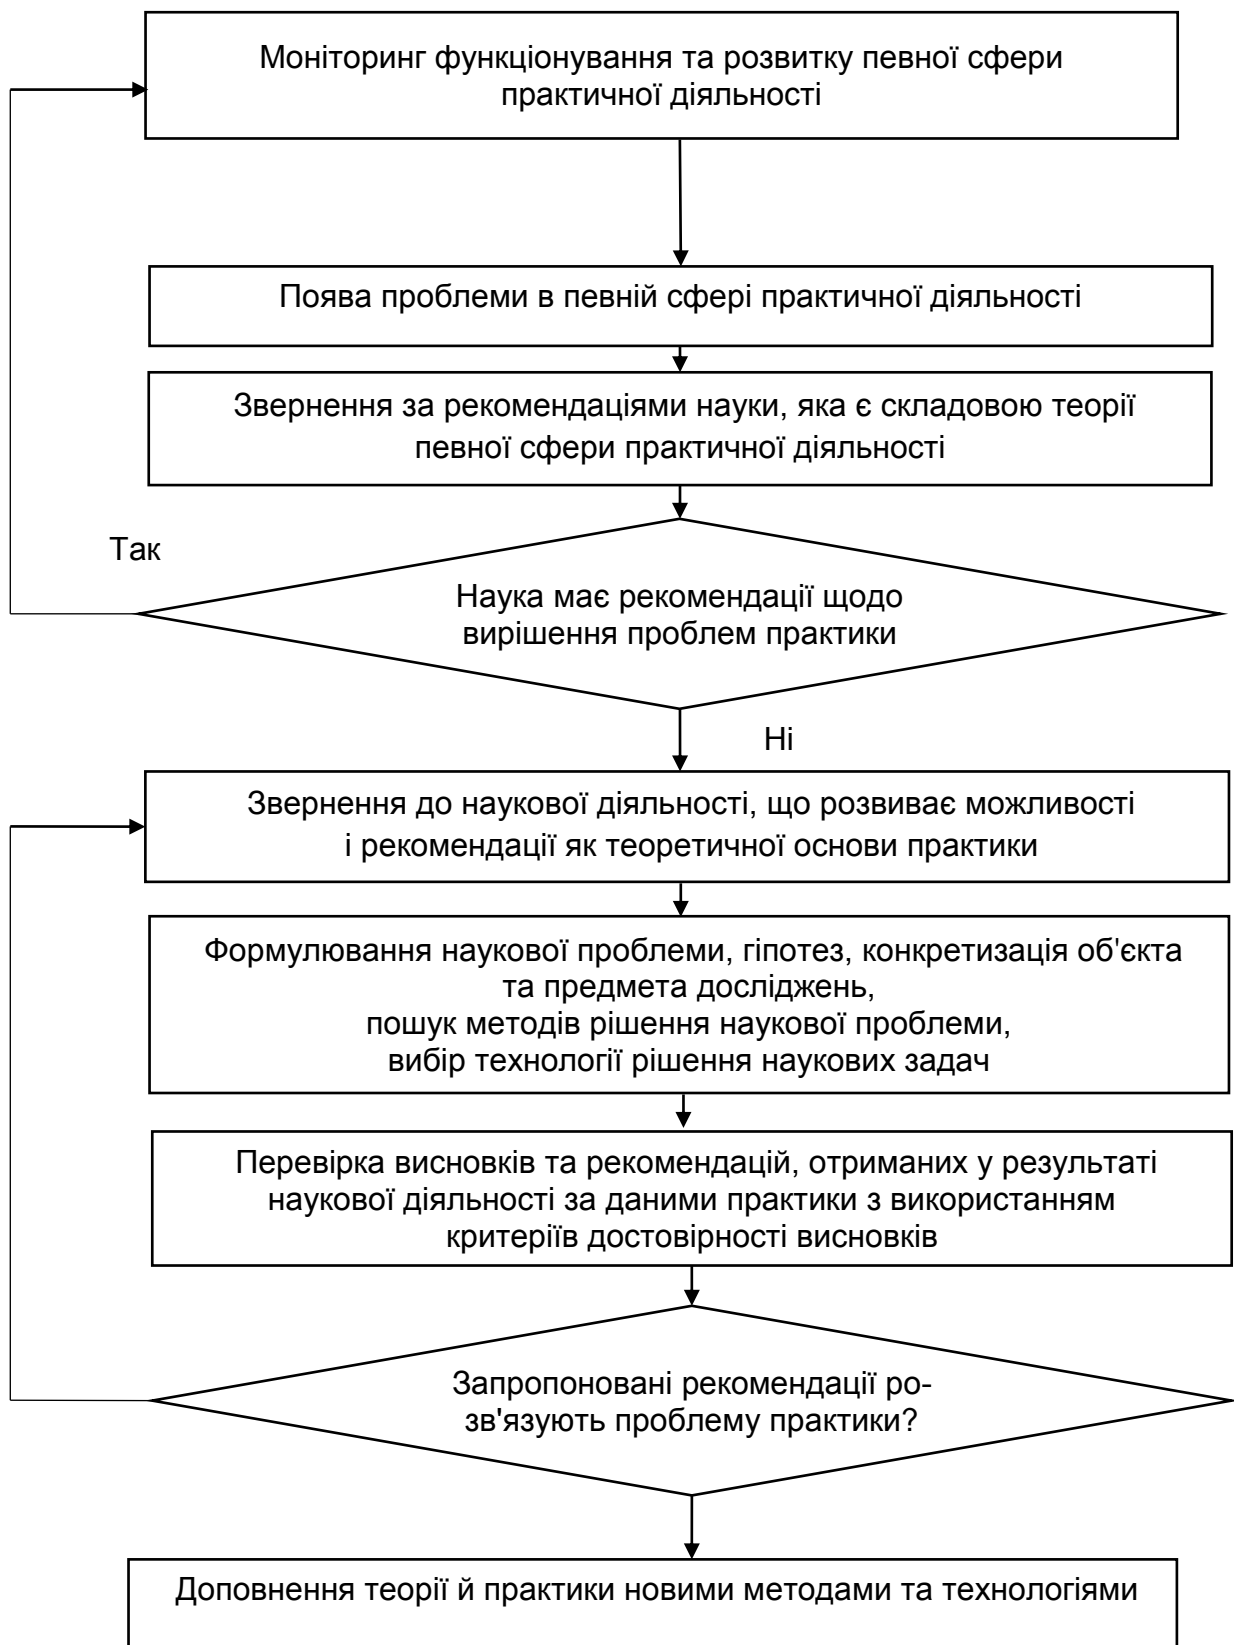 Моніторинг функціонування та розвитку певної сфери
практичної діяльності
Поява проблеми в певній сфері практичної діяльності
Звернення за рекомендаціями науки, яка є складовою теорії
певної сфери практичної діяльності
Так
Наука має рекомендації щодо
вирішення проблем практики
Ні
Звернення до наукової діяльності, що розвиває можливості
і рекомендації як теоретичної основи практики
Формулювання наукової проблеми, гіпотез, конкретизація об'єкта
та предмета досліджень,
пошук методів рішення наукової проблеми,
вибір технології рішення наукових задач
Перевірка висновків та рекомендацій, отриманих у результаті
наукової діяльності за даними практики з використанням
критеріїв достовірності висновків
Запропоновані рекомендації ро-
зв'язують проблему практики?
Доповнення теорії й практики новими методами та технологіями